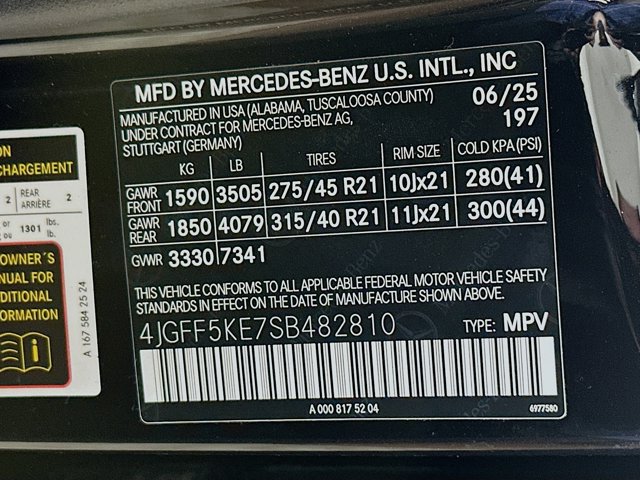 MFD BY MERCEDES-BENZ U.S. INTL., INC
MANUFACTURED IN USA (ALABAMA, TUSCALOOSA COUNTY) 06/25
UNDER CONTRACT FOR MERCEDES-BENZ AG, 197
STUTTGART (GERMANY)
KG LB TIRES RIM SIZE COLD KPA (PSI)
GAWR FRONT 1590 3505 275/45 R21 10Jx21 280(41)
GAWR REAR 1850 4079 315/40 R21 11Jx21 300(44)
GVWR 3330 7341
THIS VEHICLE CONFORMS TO ALL APPLICABLE FEDERAL MOTOR VEHICLE SAFETY
STANDARDS IN EFFECT ON THE DATE OF MANUFACTURE SHOWN ABOVE.
4JGFF5KE7SB482810 TYPE: MPV
A 000 817 52 04 6977580
ON
CHARGEMENT
2 REAR ARRIÈRE 2
or ou 1301 lbs. lb.
OWNER´S
ANUAL FOR
DITIONAL
FORMATION
A 167 584 25 24